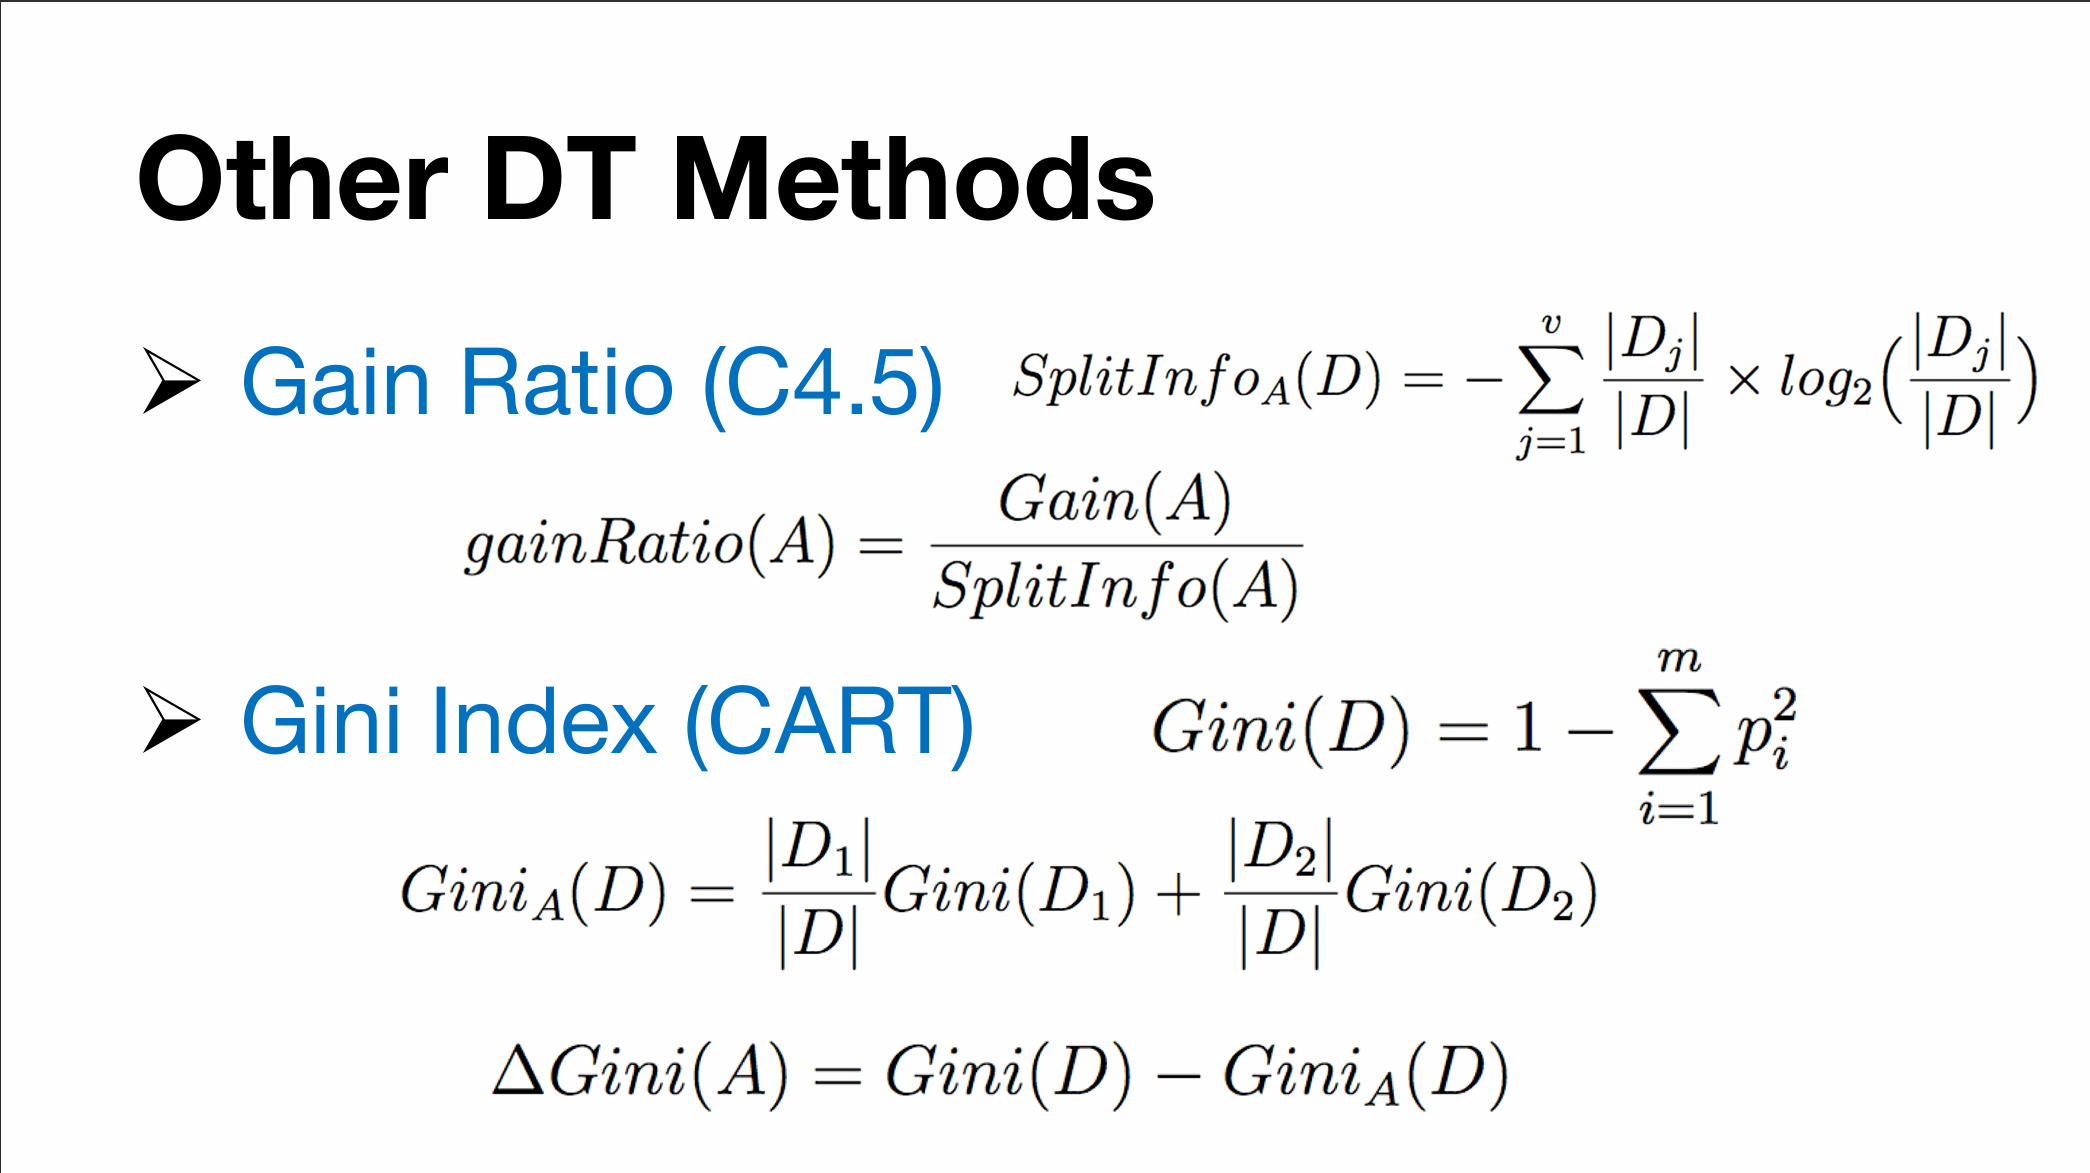 Other DT Methods
➢ Gain Ratio (C4.5) $SplitInfo_A(D) = -\sum_{j=1}^{v} \frac{|D_j|}{|D|} \times log_2\left(\frac{|D_j|}{|D|}\right)$
$gainRatio(A) = \frac{Gain(A)}{SplitInfo(A)}$
➢ Gini Index (CART) $Gini(D) = 1 - \sum_{i=1}^{m} p_i^2$
$Gini_A(D) = \frac{|D_1|}{|D|}Gini(D_1) + \frac{|D_2|}{|D|}Gini(D_2)$
$\Delta Gini(A) = Gini(D) - Gini_A(D)$